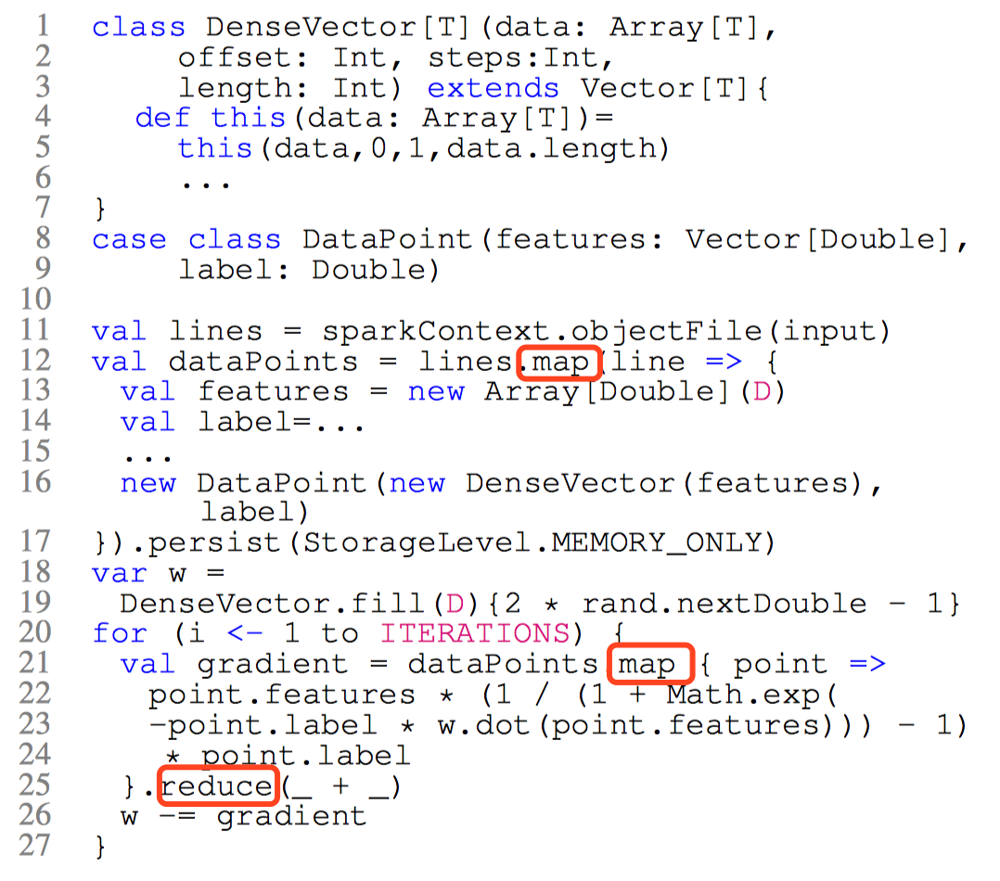 1 class DenseVector[T](data: Array[T],
2 offset: Int, steps:Int,
3 length: Int) extends Vector[T]{
4 def this(data: Array[T])=
5 this(data,0,1,data.length)
6 ...
7 }
8 case class DataPoint(features: Vector[Double],
9 label: Double)
10
11 val lines = sparkContext.objectFile(input)
12 val dataPoints = lines.map(line => {
13 val features = new Array[Double](D)
14 val label=...
15 ...
16 new DataPoint(new DenseVector(features),
label)
17 }).persist(StorageLevel.MEMORY_ONLY)
18 var w =
19 DenseVector.fill(D){2 * rand.nextDouble - 1}
20 for (i <- 1 to ITERATIONS) {
21 val gradient = dataPoints map { point =>
22 point.features * (1 / (1 + Math.exp(
23 -point.label * w.dot(point.features))) - 1)
24 * point.label
25 }.reduce(_ + _)
26 w -= gradient
27 }